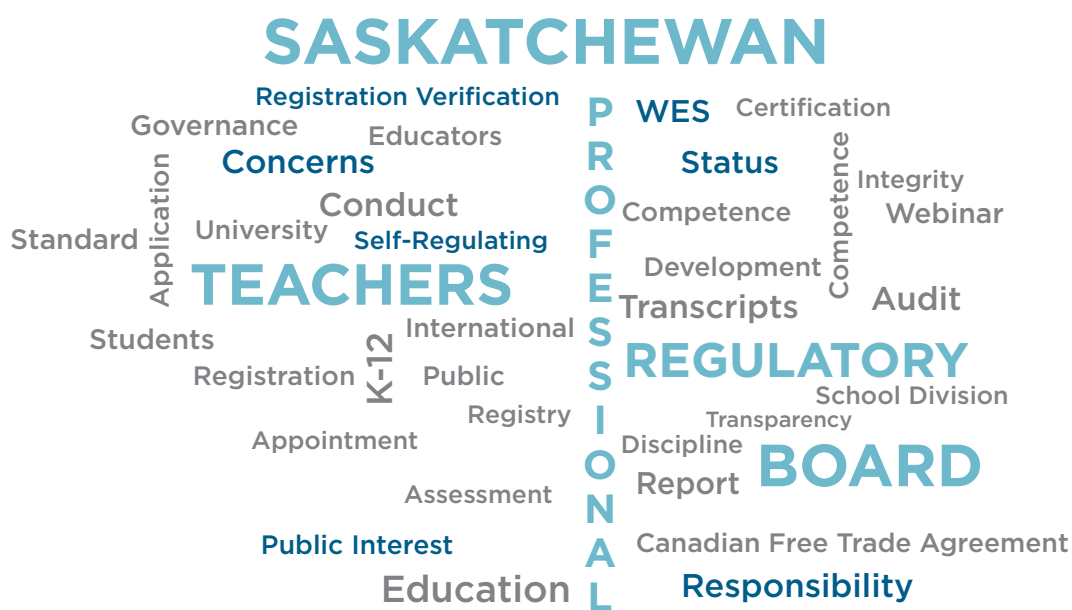 SASKATCHEWAN
Registration Verification
Governance
Educators
Concerns
Application
Conduct
University
Standard
Self-Regulating
TEACHERS
Students
International
K-12
Registration
Public
Registry
Appointment
Assessment
Public Interest
Education
PROFESSIONAL
WES
Certification
Status
Competence
Integrity
Competence
Webinar
Development
Transcripts
Audit
REGULATORY
School Division
Transparency
Discipline
BOARD
Report
Canadian Free Trade Agreement
Responsibility